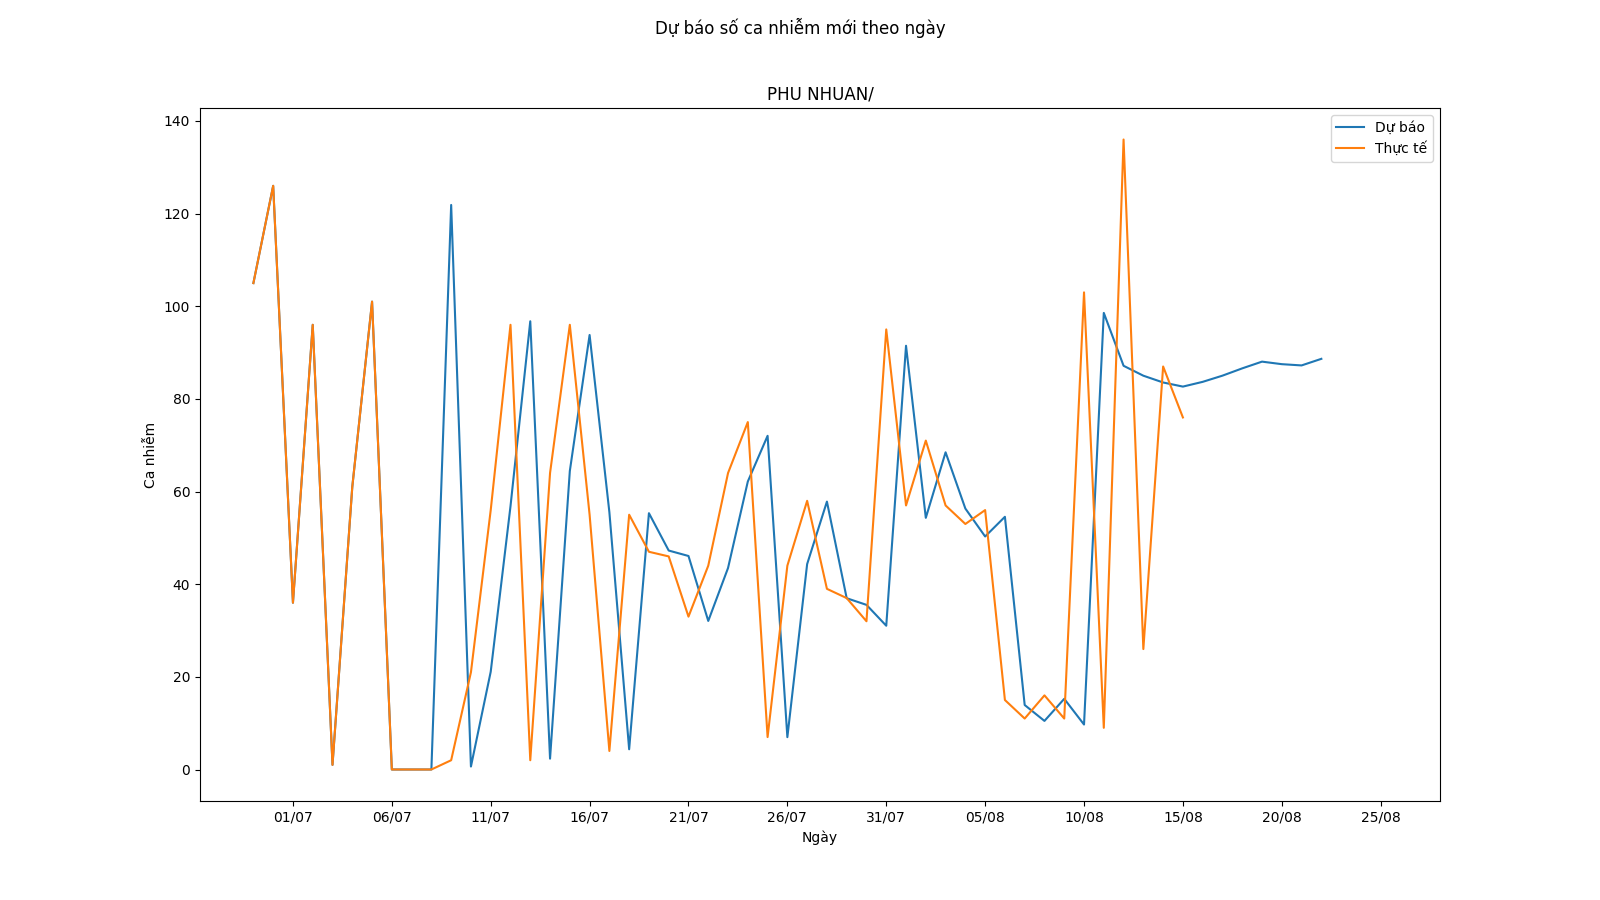 Dự báo số ca nhiễm mới theo ngày
PHU NHUAN/
Dự báo
Thực tế
Ca nhiễm
140
120
100
80
60
40
20
0
01/07 06/07 11/07 16/07 21/07 26/07 31/07 05/08 10/08 15/08 20/08 25/08
Ngày